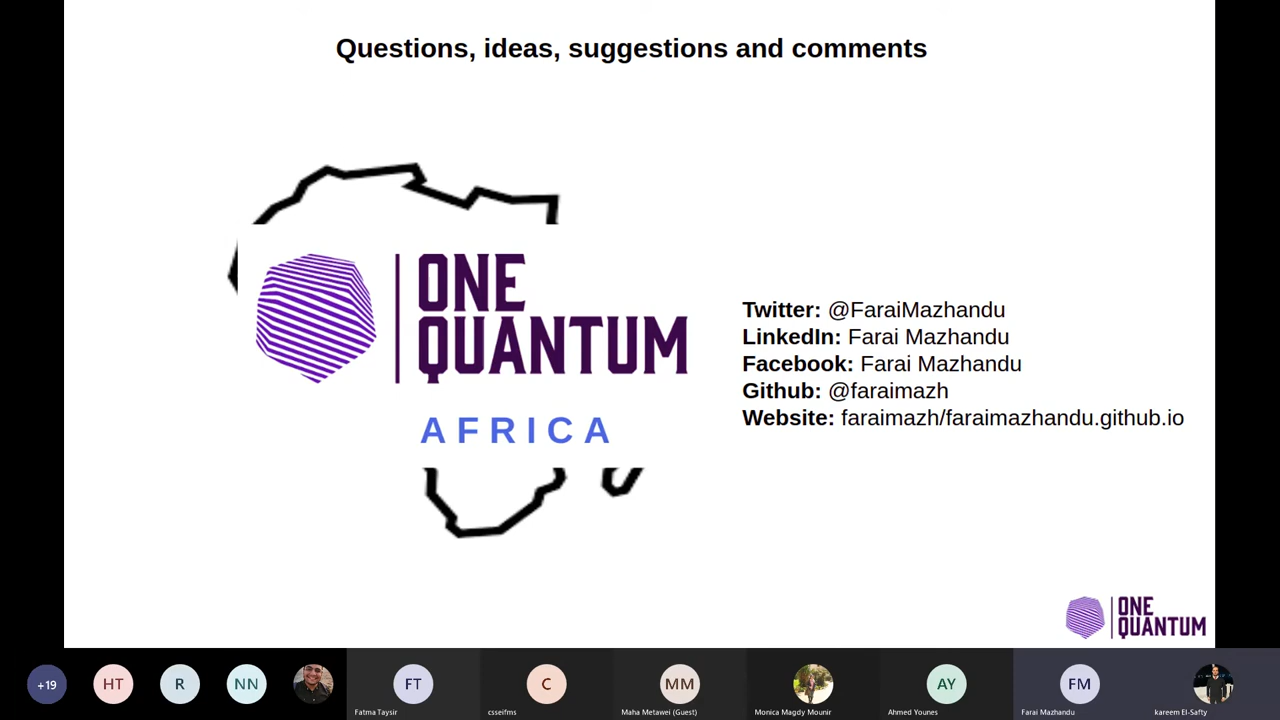 Questions, ideas, suggestions and comments
ONE
QUANTUM
AFRICA
Twitter: @FaraiMazhandu
LinkedIn: Farai Mazhandu
Facebook: Farai Mazhandu
Github: @faraimazh
Website: faraimazh/faraimazhandu.github.io
ONE
QUANTUM
+19
HT
R
NN
FT
Fatma Taysir
C
csseifms
MM
Maha Metawei (Guest)
Monica Magdy Mounir
AY
Ahmed Younes
FM
Farai Mazhandu
kareem El-Safty